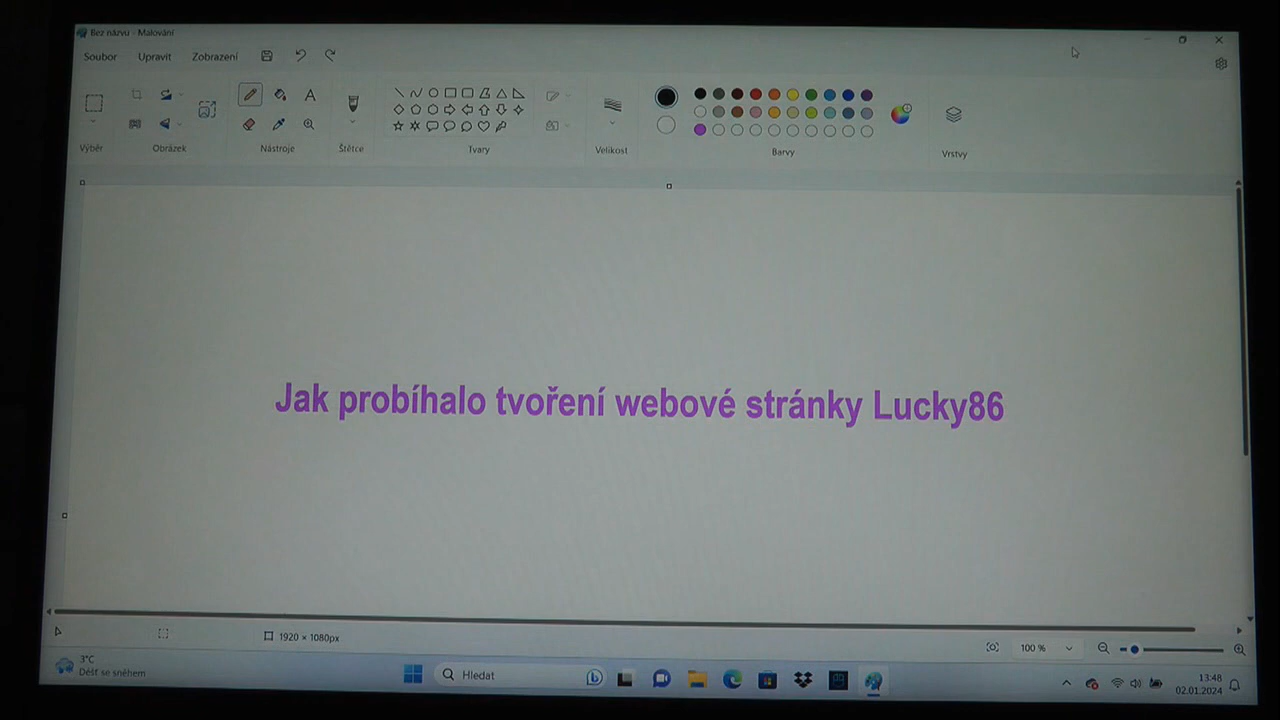 Bez názvu - Malování
Soubor Upravit Zobrazení
Výběr Obrázek Nástroje Štětce Tvary Velikost Barvy Vrstvy
Jak probíhalo tvoření webové stránky Lucky86
1920 × 1080px 100 %
3°C
Déšť se sněhem
Hledat
13:48
02.01.2024